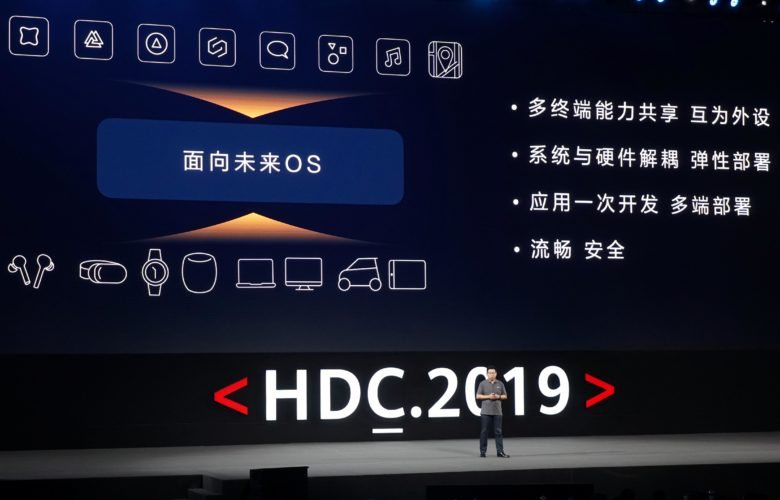 面向未来OS
• 多终端能力共享 互为外设
• 系统与硬件解耦 弹性部署
• 应用一次开发 多端部署
• 流畅 安全
<HDC.2019>